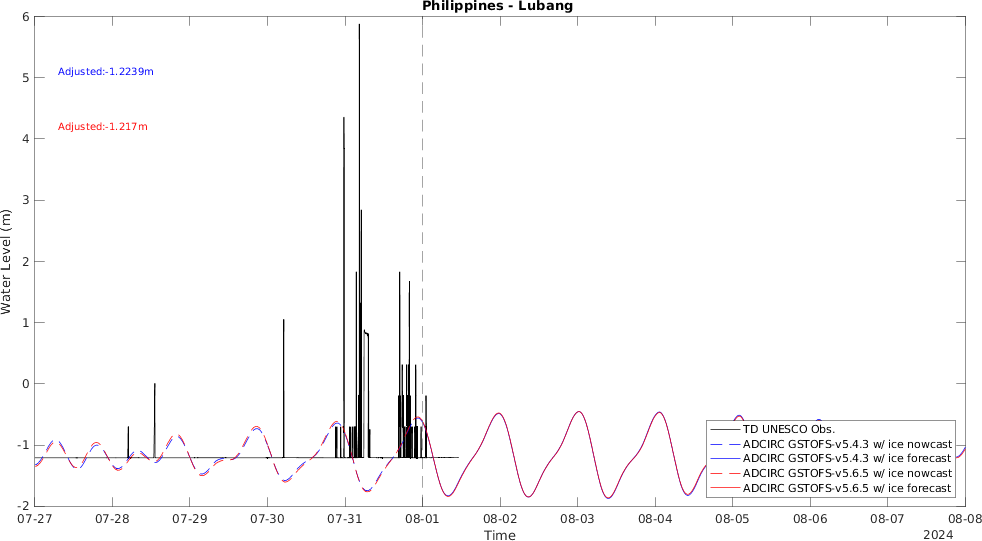 Philippines - Lubang
6
5
4
3
2
1
0
-1
-2
Water Level (m)
Adjusted:-1.2239m
Adjusted:-1.217m
TD UNESCO Obs.
ADCIRC GSTOFS-v5.4.3 w/ ice nowcast
ADCIRC GSTOFS-v5.4.3 w/ ice forecast
ADCIRC GSTOFS-v5.6.5 w/ ice nowcast
ADCIRC GSTOFS-v5.6.5 w/ ice forecast
07-27 07-28 07-29 07-30 07-31 08-01 08-02 08-03 08-04 08-05 08-06 08-07 08-08
Time
2024